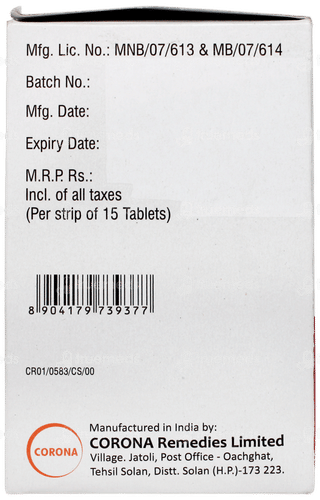 Mfg. Lic. No.: MNB/07/613 & MB/07/614
Batch No.:
Mfg. Date:
Expiry Date:
M.R.P. Rs.:
Incl. of all taxes
(Per strip of 15 Tablets)
8 904179 739377
CR01/0583/CS/00
CORONA
Manufactured in India by:
CORONA Remedies Limited
Village. Jatoli, Post Office - Oachghat,
Tehsil Solan, Distt. Solan (H.P.)-173 223.